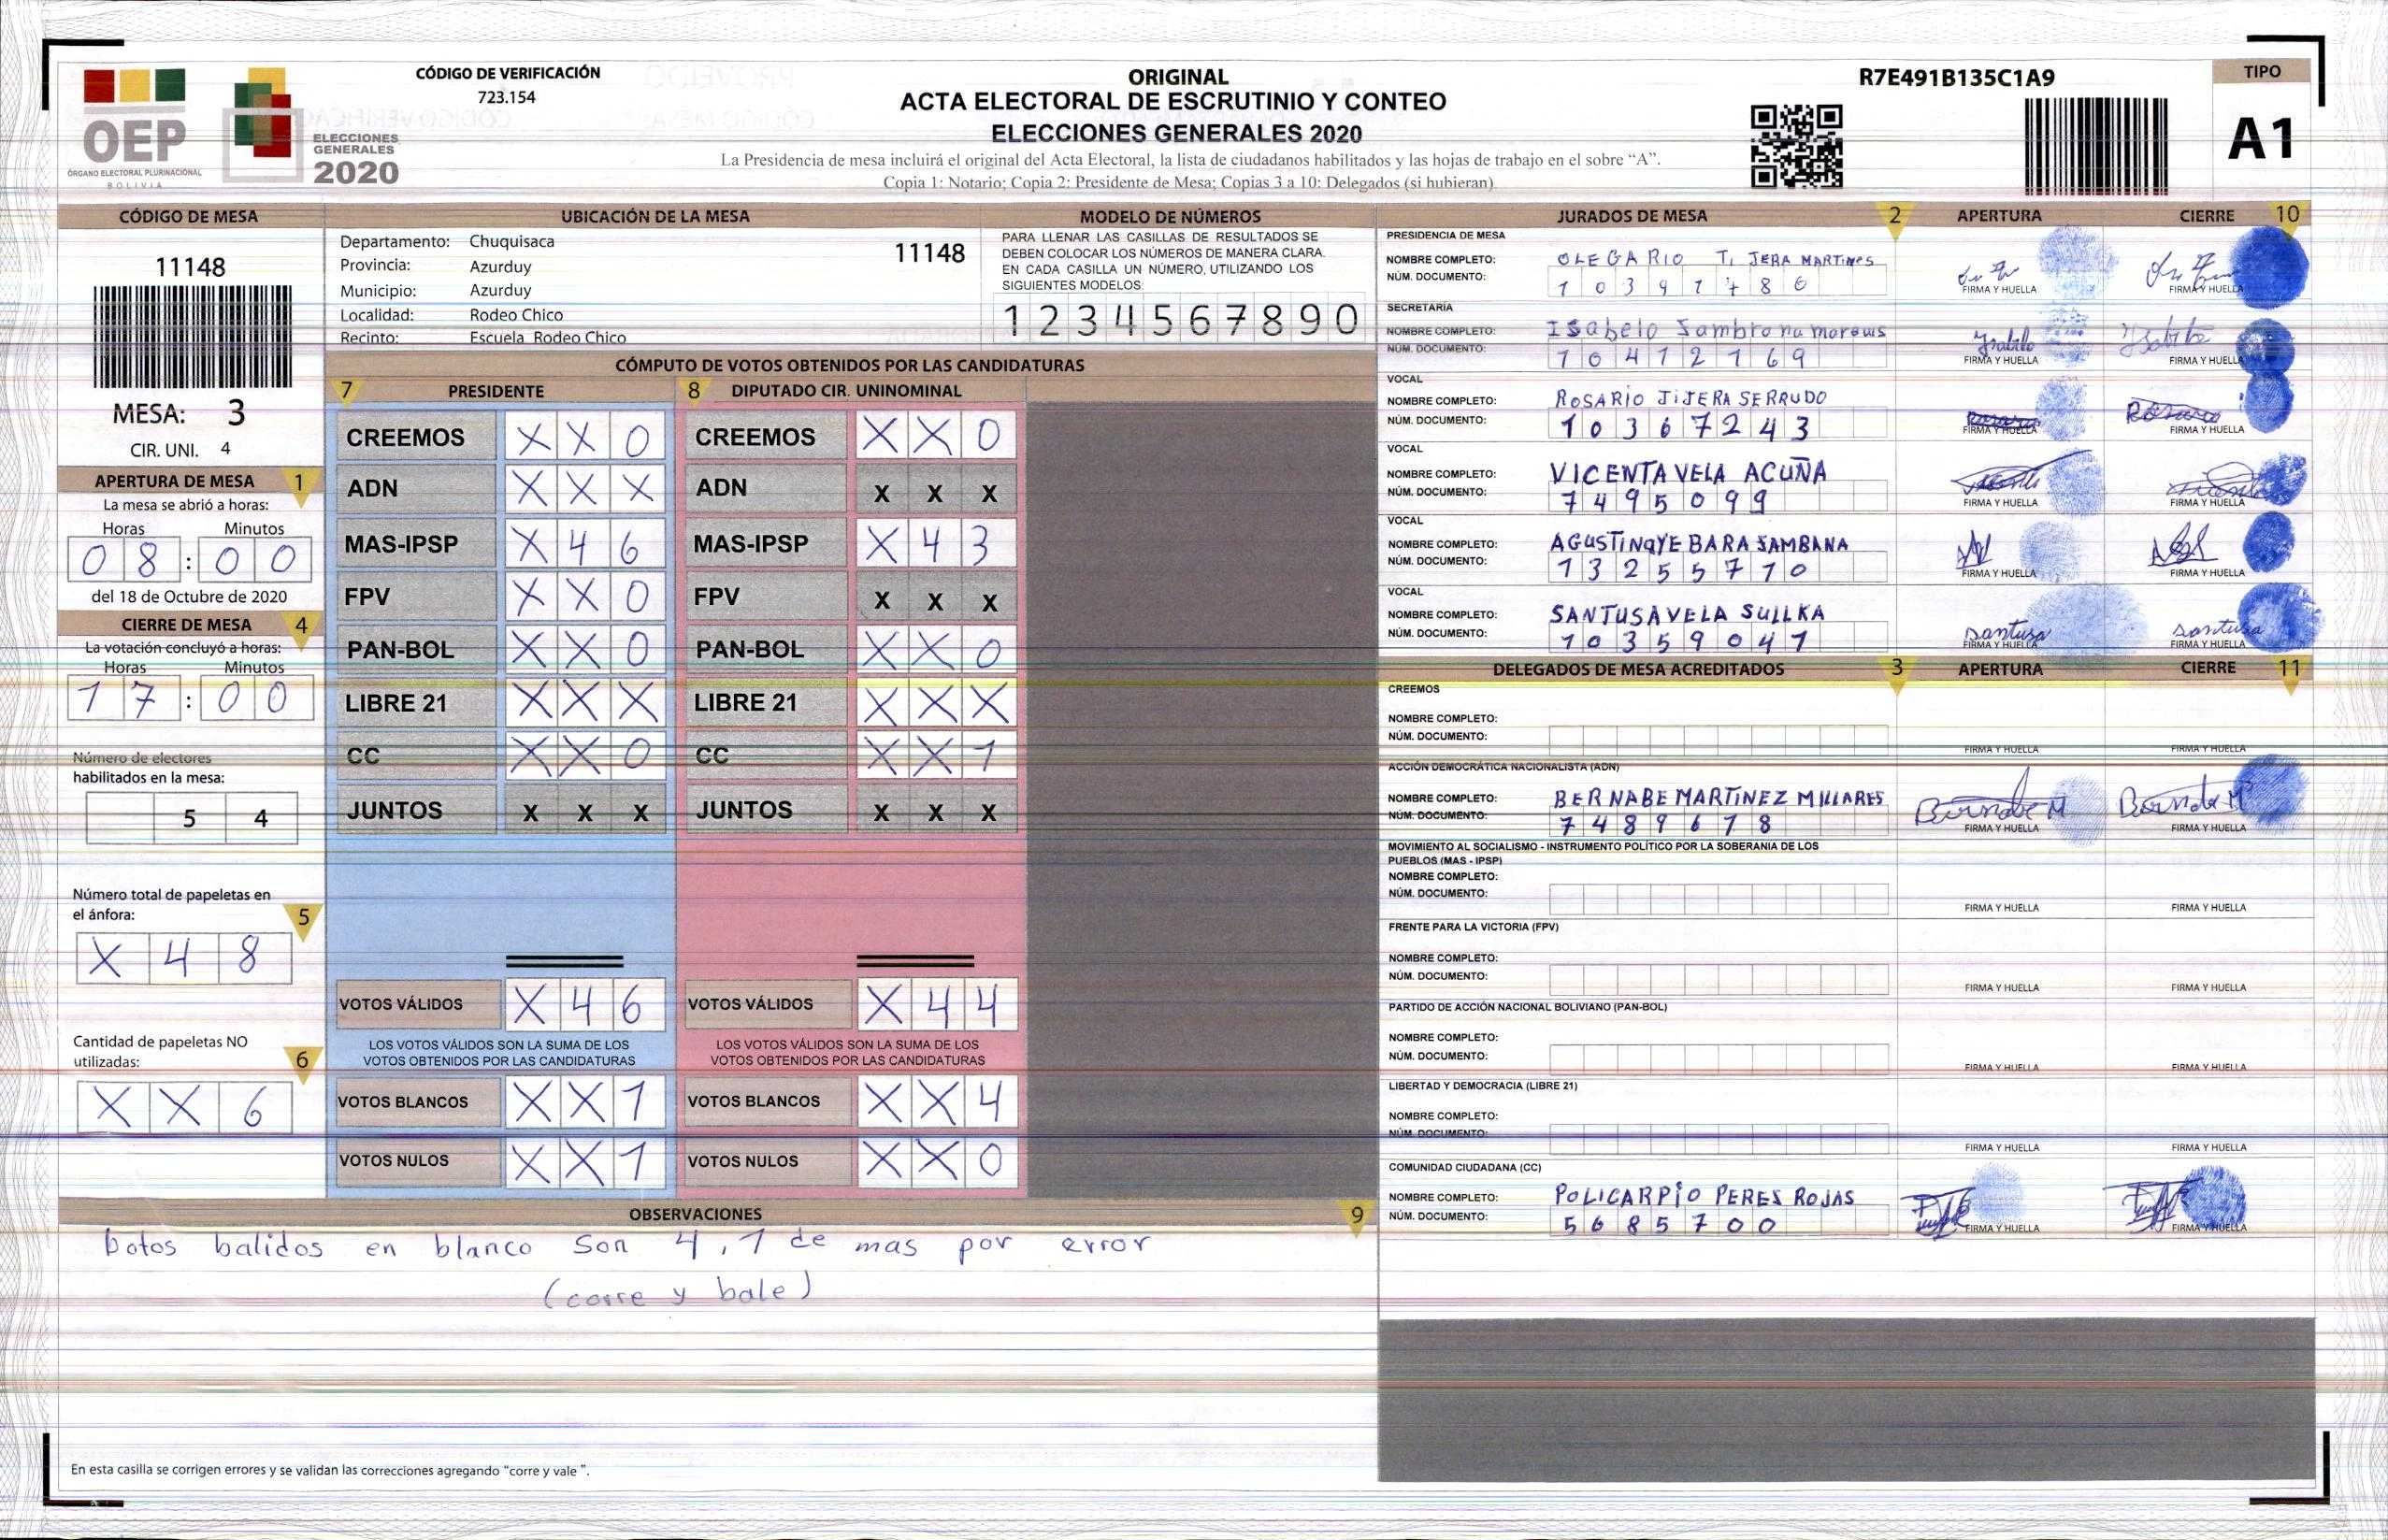 CÓDIGO DE VERIFICACIÓN
723.154
OEP
ÓRGANO ELECTORAL PLURINACIONAL
BOLIVIA
ELECCIONES
GENERALES
2020
ORIGINAL
ACTA ELECTORAL DE ESCRUTINIO Y CONTEO
ELECCIONES GENERALES 2020
La Presidencia de mesa incluirá el original del Acta Electoral, la lista de ciudadanos habilitados y las hojas de trabajo en el sobre “A”.
Copia 1: Notario; Copia 2: Presidente de Mesa; Copias 3 a 10: Delegados (si hubieran)
R7E491B135C1A9
TIPO
A1
CÓDIGO DE MESA
11148
MESA: 3
CIR. UNI. 4
APERTURA DE MESA 1
La mesa se abrió a horas:
Horas Minutos
0 8 : 0 0
del 18 de Octubre de 2020
CIERRE DE MESA 4
La votación concluyó a horas:
Horas Minutos
1 7 : 0 0
Número de electores
habilitados en la mesa:
5 4
Número total de papeletas en
el ánfora: 5
X 4 8
Cantidad de papeletas NO
utilizadas: 6
X X 6
UBICACIÓN DE LA MESA
Departamento: Chuquisaca 11148
Provincia: Azurduy
Municipio: Azurduy
Localidad: Rodeo Chico
Recinto: Escuela Rodeo Chico
MODELO DE NÚMEROS
PARA LLENAR LAS CASILLAS DE RESULTADOS SE
DEBEN COLOCAR LOS NÚMEROS DE MANERA CLARA.
EN CADA CASILLA UN NÚMERO, UTILIZANDO LOS
SIGUIENTES MODELOS:
1 2 3 4 5 6 7 8 9 0
CÓMPUTO DE VOTOS OBTENIDOS POR LAS CANDIDATURAS
7 PRESIDENTE 8 DIPUTADO CIR. UNINOMINAL
CREEMOS X X 0 CREEMOS X X 0
ADN X X X ADN X X X
MAS-IPSP X 4 6 MAS-IPSP X 4 3
FPV X X 0 FPV X X X
PAN-BOL X X 0 PAN-BOL X X 0
LIBRE 21 X X X LIBRE 21 X X X
CC X X 0 CC X X 1
JUNTOS X X X JUNTOS X X X
VOTOS VÁLIDOS X 4 6 VOTOS VÁLIDOS X 4 4
LOS VOTOS VÁLIDOS SON LA SUMA DE LOS LOS VOTOS VÁLIDOS SON LA SUMA DE LOS
VOTOS OBTENIDOS POR LAS CANDIDATURAS VOTOS OBTENIDOS POR LAS CANDIDATURAS
VOTOS BLANCOS X X 1 VOTOS BLANCOS X X 4
VOTOS NULOS X X 1 VOTOS NULOS X X 0
OBSERVACIONES 9
botos balidos en blanco son 4, 1 de mas por error
(corre y bale)
En esta casilla se corrigen errores y se validan las correcciones agregando “corre y vale ”.
JURADOS DE MESA 2 APERTURA CIERRE 10
PRESIDENCIA DE MESA
NOMBRE COMPLETO: OLEGARIO TIJERA MARTINES
NÚM. DOCUMENTO: 1 0 3 9 1 7 8 6
FIRMA Y HUELLA FIRMA Y HUELLA
SECRETARÍA
NOMBRE COMPLETO: Isabelo
NÚM. DOCUMENTO: 1 0 4 1 2 1 6 9
FIRMA Y HUELLA FIRMA Y HUELLA
VOCAL
NOMBRE COMPLETO: ROSARIO TIJERA SERRUDO
NÚM. DOCUMENTO: 1 0 3 6 7 2 4 3
FIRMA Y HUELLA FIRMA Y HUELLA
VOCAL
NOMBRE COMPLETO: VICENTA VELA ACUÑA
NÚM. DOCUMENTO: 7 4 9 5 0 9 9
FIRMA Y HUELLA FIRMA Y HUELLA
VOCAL
NOMBRE COMPLETO: AGUSTINA YEBARA SAMBANA
NÚM. DOCUMENTO: 1 3 2 5 5 7 1 0
FIRMA Y HUELLA FIRMA Y HUELLA
VOCAL
NOMBRE COMPLETO: SANTUSA VELA SULLKA
NÚM. DOCUMENTO: 1 0 3 5 9 0 4 1
santusa santusa
FIRMA Y HUELLA FIRMA Y HUELLA
DELEGADOS DE MESA ACREDITADOS 3 APERTURA CIERRE 11
CREEMOS
NOMBRE COMPLETO:
NÚM. DOCUMENTO:
FIRMA Y HUELLA FIRMA Y HUELLA
ACCIÓN DEMOCRÁTICA NACIONALISTA (ADN)
NOMBRE COMPLETO: BERNABE MARTINEZ MILLARES
NÚM. DOCUMENTO: 7 4 8 9 6 7 8
FIRMA Y HUELLA FIRMA Y HUELLA
MOVIMIENTO AL SOCIALISMO - INSTRUMENTO POLÍTICO POR LA SOBERANIA DE LOS
PUEBLOS (MAS - IPSP)
NOMBRE COMPLETO:
NÚM. DOCUMENTO:
FIRMA Y HUELLA FIRMA Y HUELLA
FRENTE PARA LA VICTORIA (FPV)
NOMBRE COMPLETO:
NÚM. DOCUMENTO:
FIRMA Y HUELLA FIRMA Y HUELLA
PARTIDO DE ACCIÓN NACIONAL BOLIVIANO (PAN-BOL)
NOMBRE COMPLETO:
NÚM. DOCUMENTO:
FIRMA Y HUELLA FIRMA Y HUELLA
LIBERTAD Y DEMOCRACIA (LIBRE 21)
NOMBRE COMPLETO:
NÚM. DOCUMENTO:
FIRMA Y HUELLA FIRMA Y HUELLA
COMUNIDAD CIUDADANA (CC)
NOMBRE COMPLETO: POLICARPIO PERES ROJAS
NÚM. DOCUMENTO: 5 6 8 5 7 0 0
FIRMA Y HUELLA FIRMA Y HUELLA